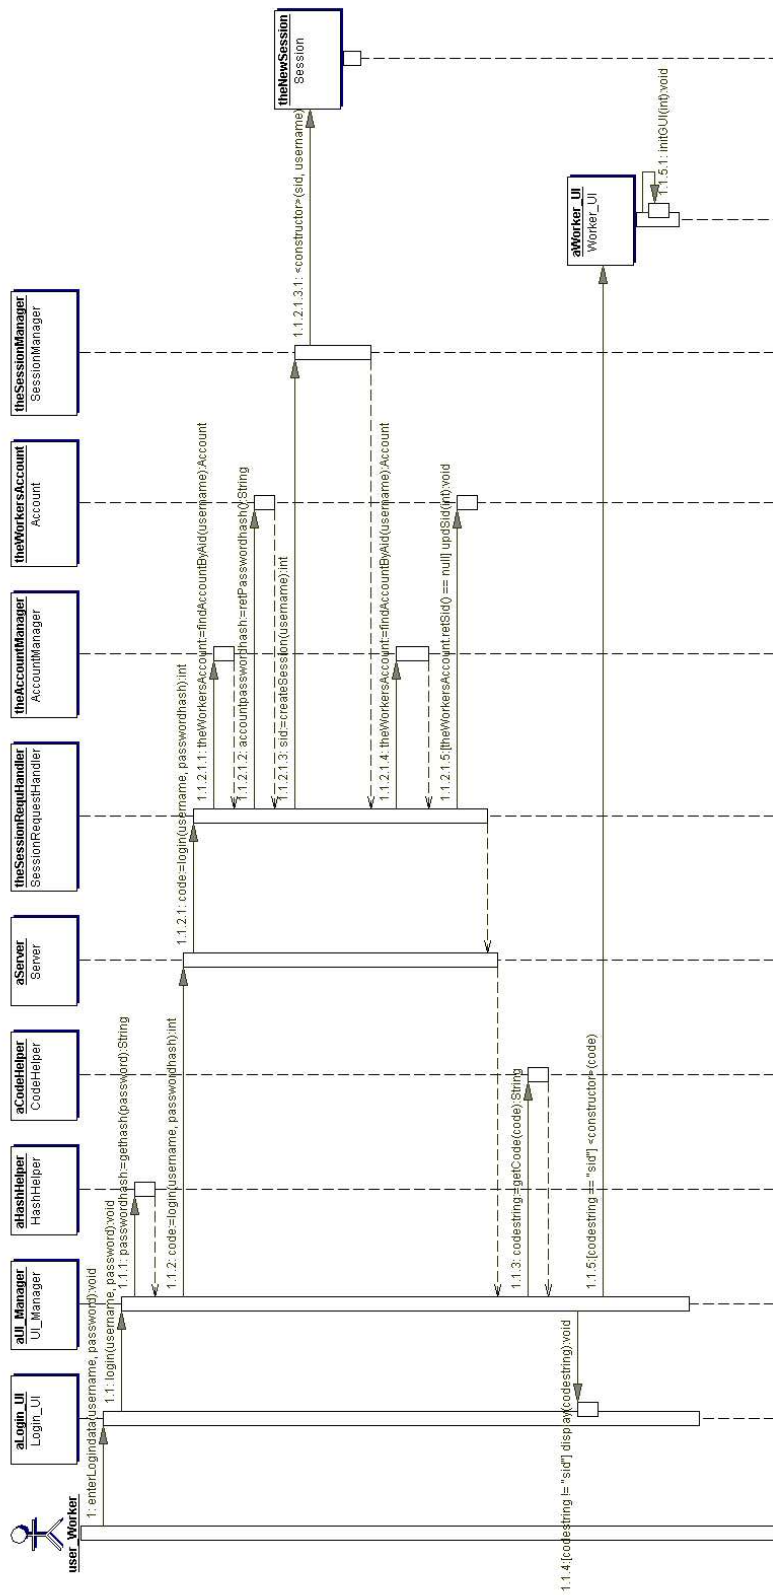 user_Worker
aLogin_UI
Login_UI
aUI_Manager
UI_Manager
aHashHelper
HashHelper
aCodeHelper
CodeHelper
aServer
Server
theSessionRequHandler
SessionRequestHandler
theAccountManager
AccountManager
theWorkersAccount
Account
theSessionManager
SessionManager
theNewSession
Session
aWorker_UI
Worker_UI
1: enterLogindata(username, password):void
1.1: login(username, password):void
1.1.1: passwordhash:=gethash(password):String
1.1.2: code:=login(username, passwordhash):int
1.1.2.1: code:=login(username, passwordhash):int
1.1.2.1.1: theWorkersAccount:=findAccountByAid(username):Account
1.1.2.1.2: accountpasswordhash:=retPasswordhash():String
1.1.2.1.3: sid:=createSession(username):int
1.1.2.1.3.1: «constructor»(sid, username)
1.1.2.1.4: theWorkersAccount:=findAccountByAid(username):Account
1.1.2.1.5:[theWorkersAccount.retSid() == null] updSid(int):void
1.1.3: codestring:=getCode(code):String
1.1.4:[codestring != "sid"] display(codestring):void
1.1.5:[codestring == "sid"] «constructor»(code)
1.1.5.1: initGUI(int):void